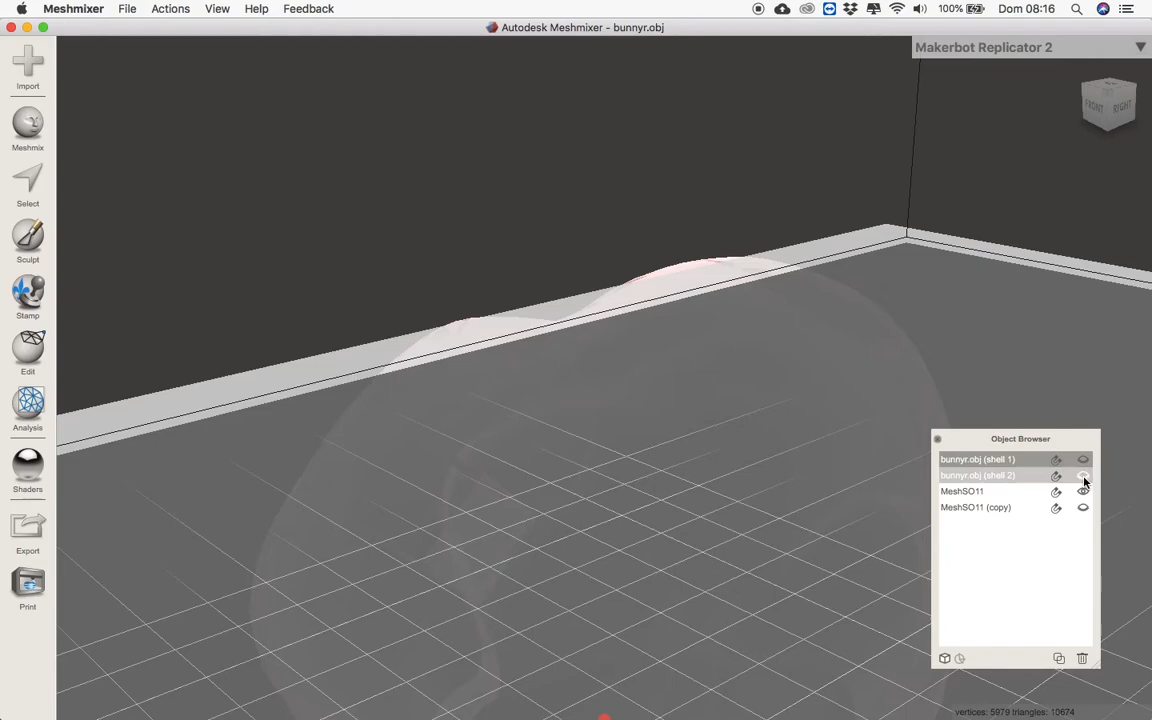 Meshmixer File Actions View Help Feedback 100% Dom 08:16
Autodesk Meshmixer - bunnyr.obj
Makerbot Replicator 2
Import
Meshmix
Select
Sculpt
Stamp
Edit
Analysis
Shaders
Export
Print
FRONT RIGHT
Object Browser
bunnyr.obj (shell 1)
bunnyr.obj (shell 2)
MeshSO11
MeshSO11 (copy)
vertices: 5979 triangles: 10674